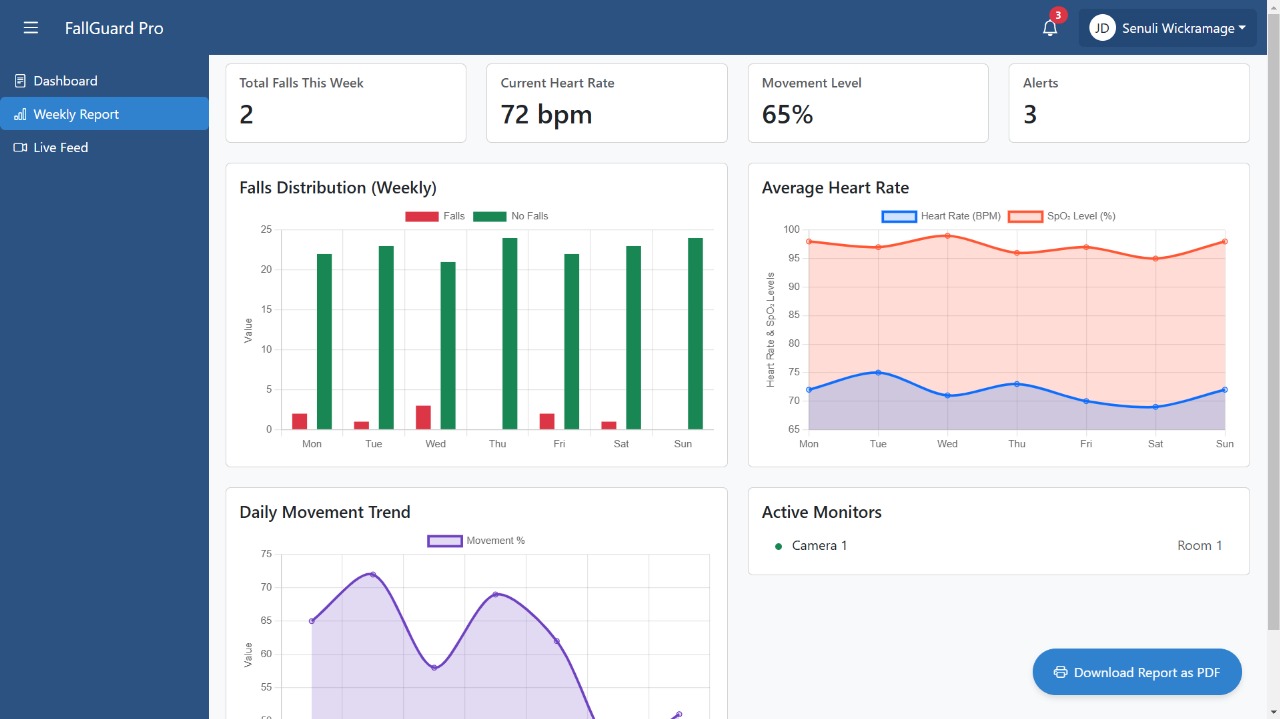 FallGuard Pro
3
JD
Senuli Wickramage
Dashboard
Weekly Report
Live Feed
Total Falls This Week
2
Current Heart Rate
72 bpm
Movement Level
65%
Alerts
3
Falls Distribution (Weekly)
Falls No Falls
25
20
15
10
5
0
Value
Mon Tue Wed Thu Fri Sat Sun
Average Heart Rate
Heart Rate (BPM) SpO₂ Level (%)
100
95
90
85
80
75
70
65
Heart Rate & SpO₂ Levels
Mon Tue Wed Thu Fri Sat Sun
Daily Movement Trend
Movement %
75
70
65
60
55
50
Value
Active Monitors
Camera 1 Room 1
Download Report as PDF